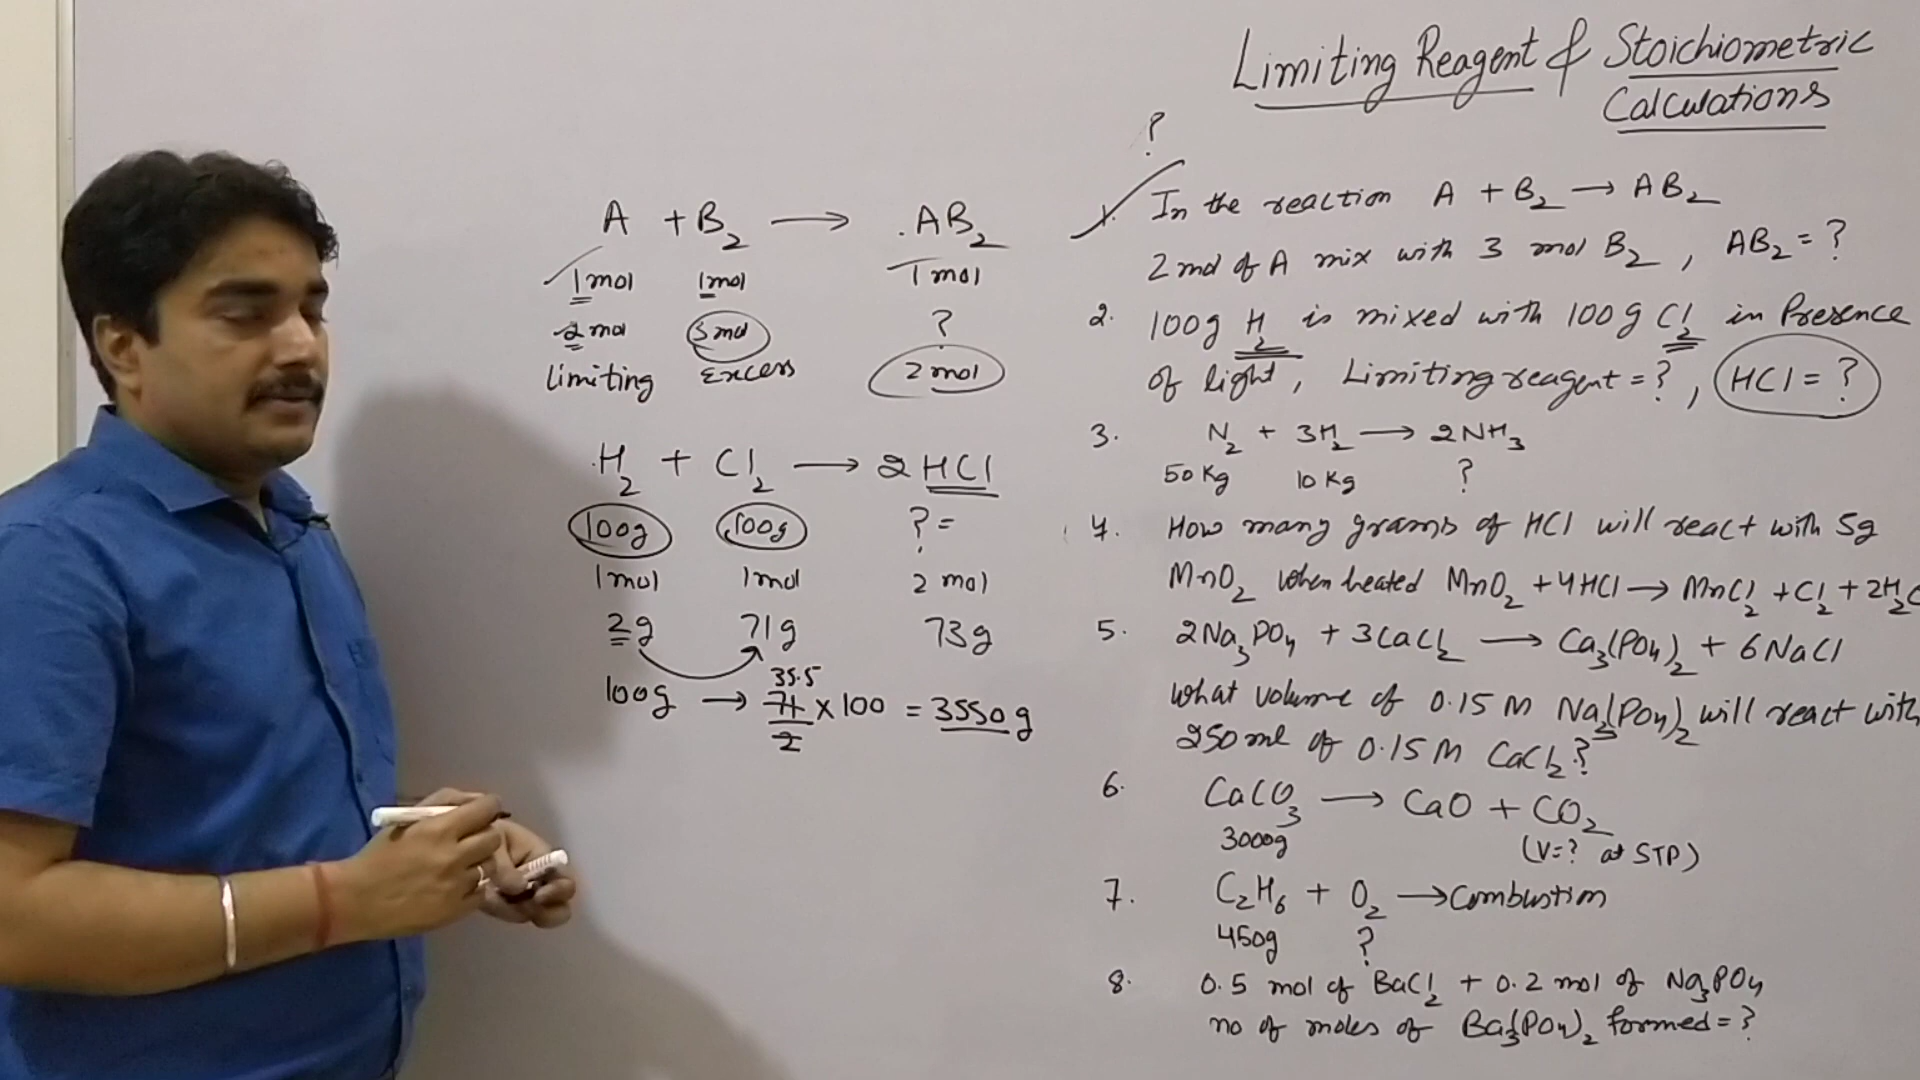 Limiting Reagent & Stoichiometric
Calculations
?
1. In the reaction A + B2 → AB2
2 mol of A mix with 3 mol B2, AB2 = ?
2. 100g H2 is mixed with 100g Cl2 in Presence
of light, Limiting reagent = ?, HCl = ?
3. N2 + 3H2 → 2NH3
50 Kg 10 Kg ?
4. How many grams of HCl will react with 5g
MnO2 when heated MnO2 + 4HCl → MnCl2 + Cl2 + 2H2O
5. 2Na3PO4 + 3CaCl2 → Ca3(PO4)2 + 6NaCl
What volume of 0.15 M Na3(PO4)2 will react with
250 ml of 0.15 M CaCl2?
6. CaCO3 → CaO + CO2
3000g (V=? at STP)
7. C2H6 + O2 → Combustion
450g ?
8. 0.5 mol of BaCl2 + 0.2 mol of Na3PO4
no of moles of Ba3(PO4)2 formed = ?
A + B2 → AB2
1 mol 1 mol 1 mol
2 mol 3 mol ?
limiting Excess 2 mol
H2 + Cl2 → 2 HCl
100g 100g ? =
1 mol 1 mol 2 mol
2g 71g 73g
35.5
100g → 71/2 × 100 = 3550 g